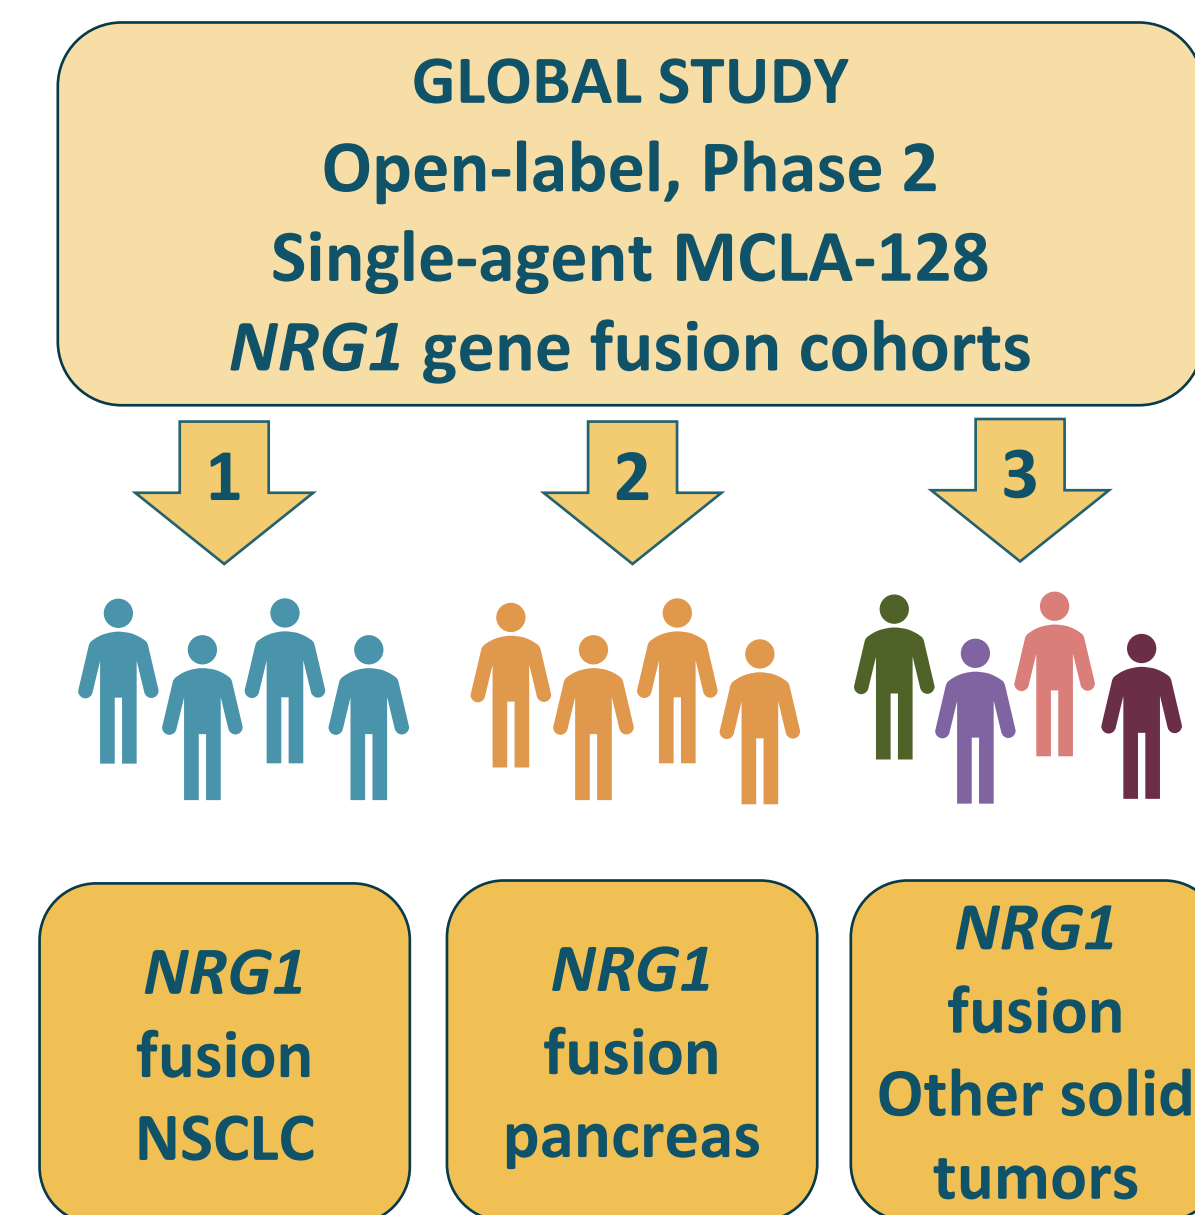 GLOBAL STUDY
Open-label, Phase 2
Single-agent MCLA-128
NRG1 gene fusion cohorts
1
2
3
NRG1
fusion
NSCLC
NRG1
fusion
pancreas
NRG1
fusion
Other solid
tumors